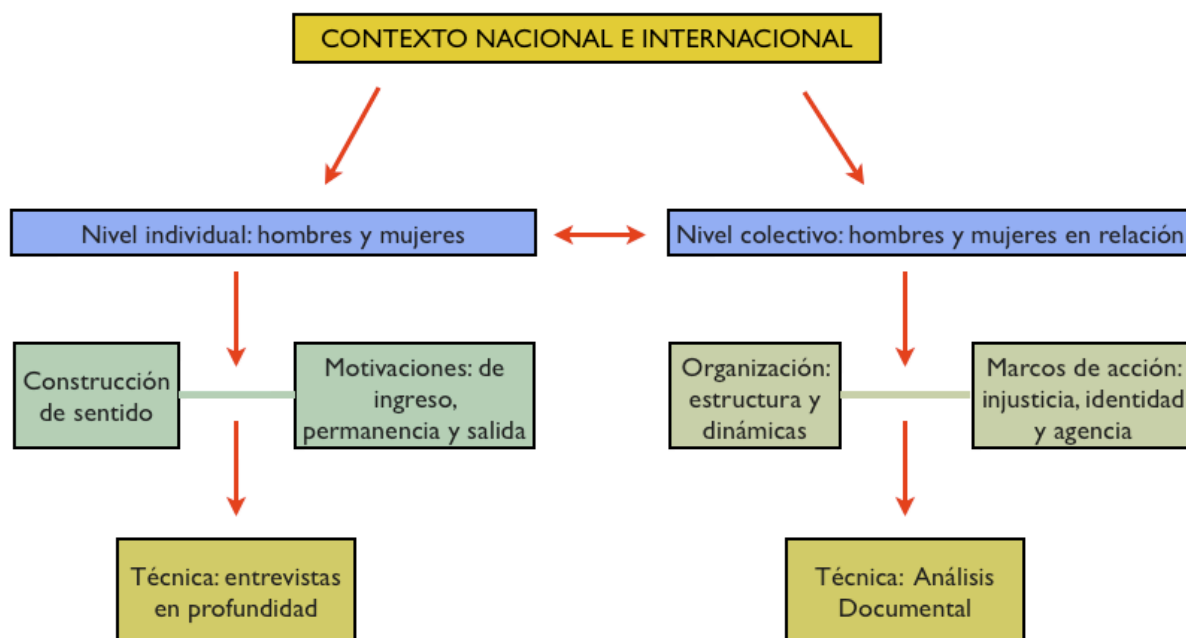 CONTEXTO NACIONAL E INTERNACIONAL
Nivel individual: hombres y mujeres
Nivel colectivo: hombres y mujeres en relación
Construcción
de sentido
Motivaciones: de
ingreso,
permanencia y salida
Organización:
estructura y
dinámicas
Marcos de acción:
injusticia, identidad
y agencia
Técnica: entrevistas
en profundidad
Técnica: Análisis
Documental